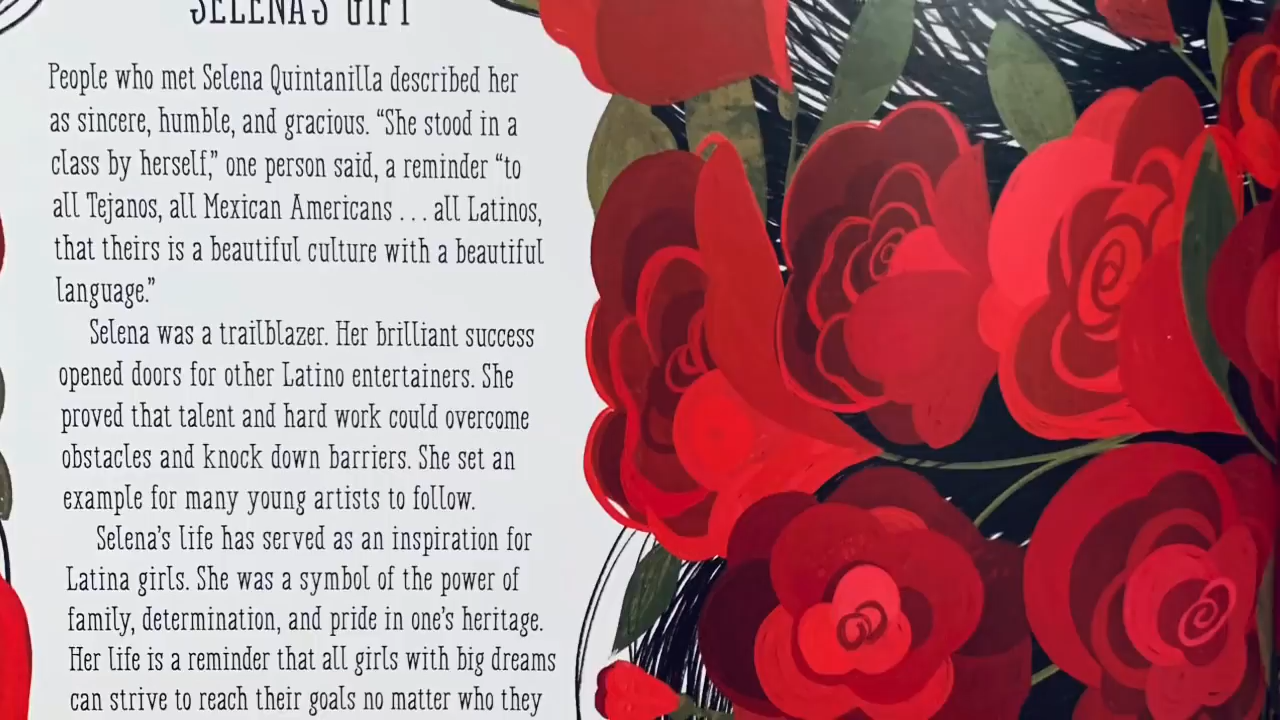 SELENA'S GIFT
People who met Selena Quintanilla described her
as sincere, humble, and gracious. “She stood in a
class by herself,” one person said, a reminder “to
all Tejanos, all Mexican Americans . . . all Latinos,
that theirs is a beautiful culture with a beautiful
language.”
Selena was a trailblazer. Her brilliant success
opened doors for other Latino entertainers. She
proved that talent and hard work could overcome
obstacles and knock down barriers. She set an
example for many young artists to follow.
Selena’s life has served as an inspiration for
Latina girls. She was a symbol of the power of
family, determination, and pride in one’s heritage.
Her life is a reminder that all girls with big dreams
can strive to reach their goals no matter who they